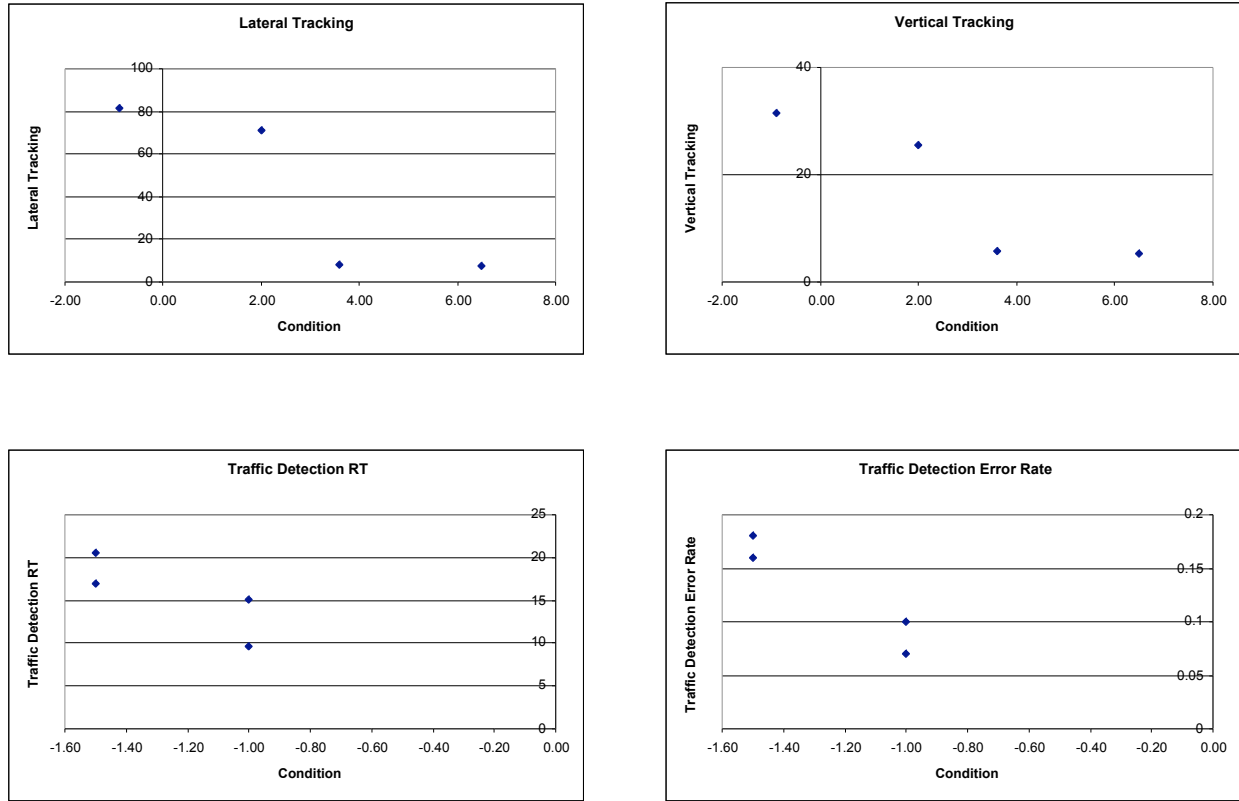 Lateral Tracking
100
80
60
40
20
0
-2.00 0.00 2.00 4.00 6.00 8.00
Lateral Tracking
Condition
Vertical Tracking
40
20
0
-2.00 0.00 2.00 4.00 6.00 8.00
Vertical Tracking
Condition
Traffic Detection RT
25
20
15
10
5
0
-1.60 -1.40 -1.20 -1.00 -0.80 -0.60 -0.40 -0.20 0.00
Traffic Detection RT
Condition
Traffic Detection Error Rate
0.2
0.15
0.1
0.05
0
-1.60 -1.40 -1.20 -1.00 -0.80 -0.60 -0.40 -0.20 0.00
Traffic Detection Error Rate
Condition